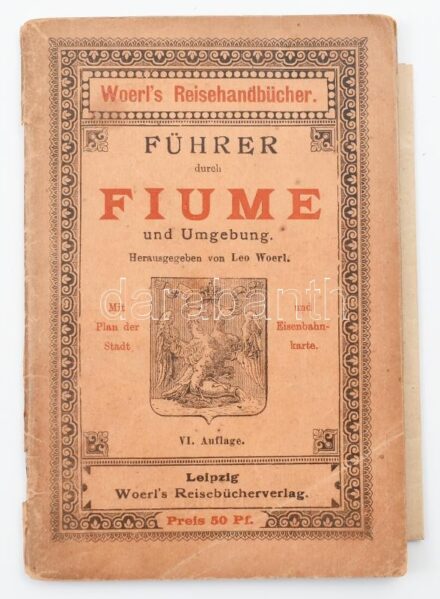 Woerl's Reisehandbücher.
FÜHRER
durch
FIUME
und Umgebung.
Herausgegeben von Leo Woerl.
Mit
Plan der
Stadt
und
Eisenbahn-
karte.
darabanth
VI. Auflage.
Leipzig
Woerl's Reisebücherverlag.
Preis 50 Pf.